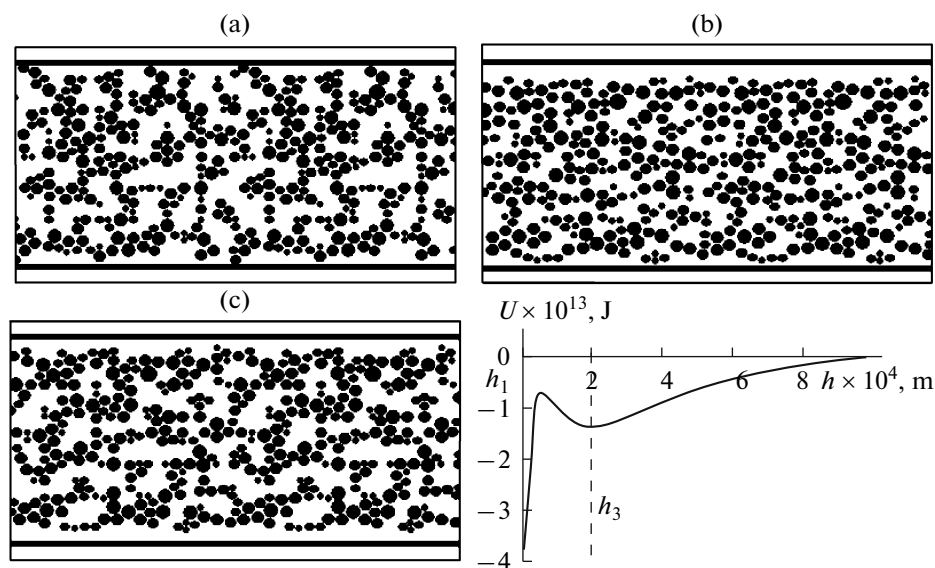 (a)
(b)
(c)
U × 10¹³, J
0
h₁
2
4
6
8
h × 10⁴, m
−1
−2
−3
h₃
−4